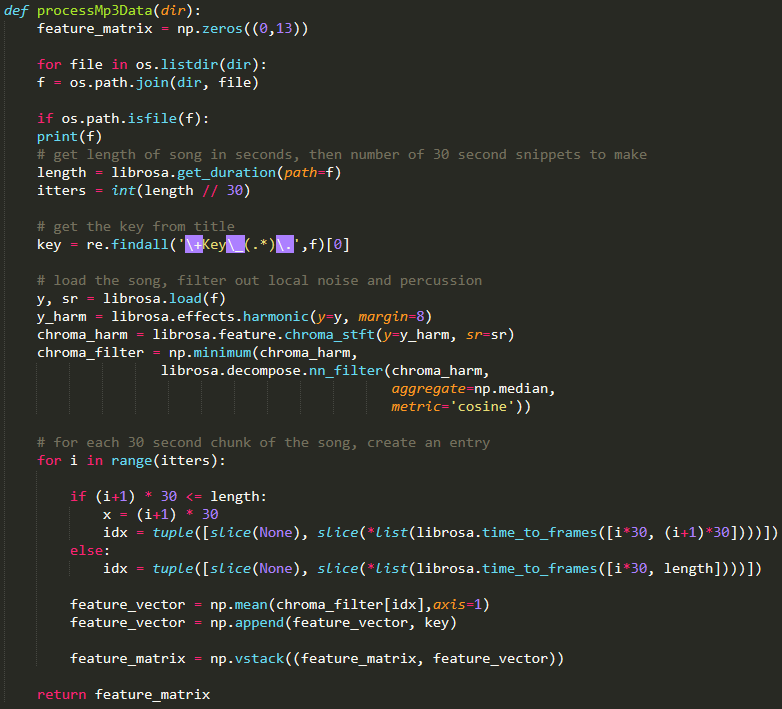 def processMp3Data(dir):
    feature_matrix = np.zeros((0,13))

    for file in os.listdir(dir):
    f = os.path.join(dir, file)

    if os.path.isfile(f):
    print(f)
    # get length of song in seconds, then number of 30 second snippets to make
    length = librosa.get_duration(path=f)
    itters = int(length // 30)

    # get the key from title
    key = re.findall('\+Key\_(.*)\.',f)[0]

    # load the song, filter out local noise and percussion
    y, sr = librosa.load(f)
    y_harm = librosa.effects.harmonic(y=y, margin=8)
    chroma_harm = librosa.feature.chroma_stft(y=y_harm, sr=sr)
    chroma_filter = np.minimum(chroma_harm,
                   librosa.decompose.nn_filter(chroma_harm,
                                               aggregate=np.median,
                                               metric='cosine'))

    # for each 30 second chunk of the song, create an entry
    for i in range(itters):

        if (i+1) * 30 <= length:
            x = (i+1) * 30
            idx = tuple([slice(None), slice(*list(librosa.time_to_frames([i*30, (i+1)*30])))])
        else:
            idx = tuple([slice(None), slice(*list(librosa.time_to_frames([i*30, length])))])

        feature_vector = np.mean(chroma_filter[idx],axis=1)
        feature_vector = np.append(feature_vector, key)

        feature_matrix = np.vstack((feature_matrix, feature_vector))

    return feature_matrix